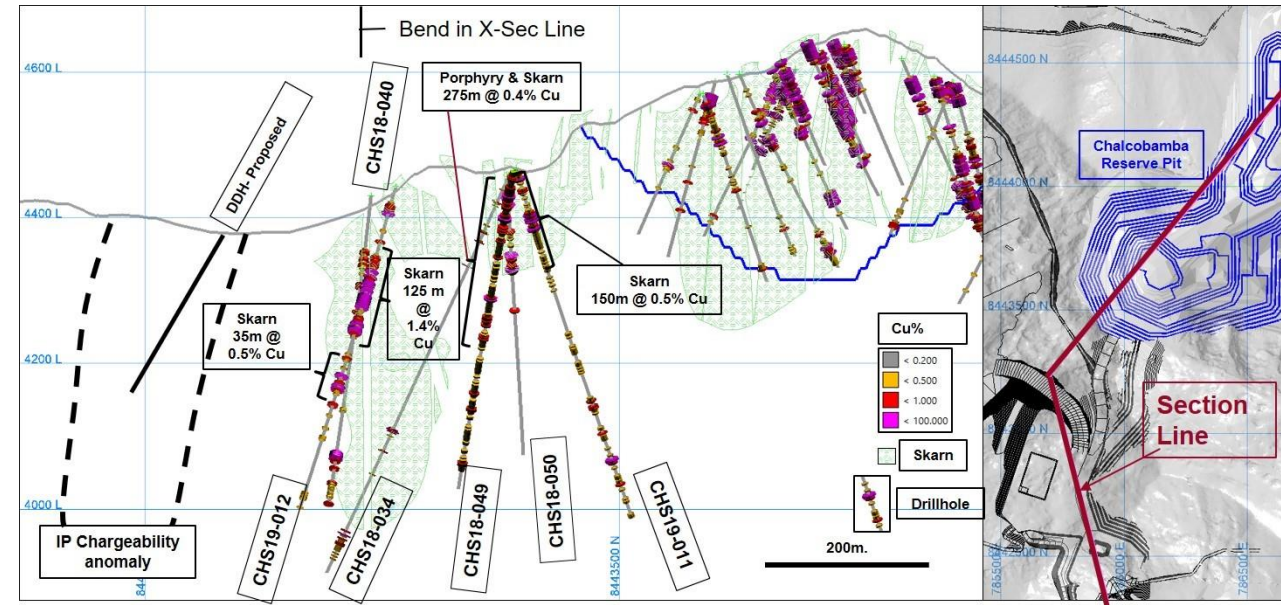 Bend in X-Sec Line
4600 L
4400 L
4200 L
4000 L
DDH- Proposed
CHS18-040
Porphyry & Skarn
275m @ 0.4% Cu
Skarn
35m @
0.5% Cu
Skarn
125 m
@
1.4%
Cu
Skarn
150m @ 0.5% Cu
IP Chargeability
anomaly
CHS19-012
CHS18-034
CHS18-049
CHS18-050
CHS19-011
8443500 N
Cu%
< 0.200
< 0.500
< 1.000
< 100.000
Skarn
Drillhole
200m.
Chalcobamba
Reserve Pit
8444500 N
8444000 N
8443500 N
Section
Line